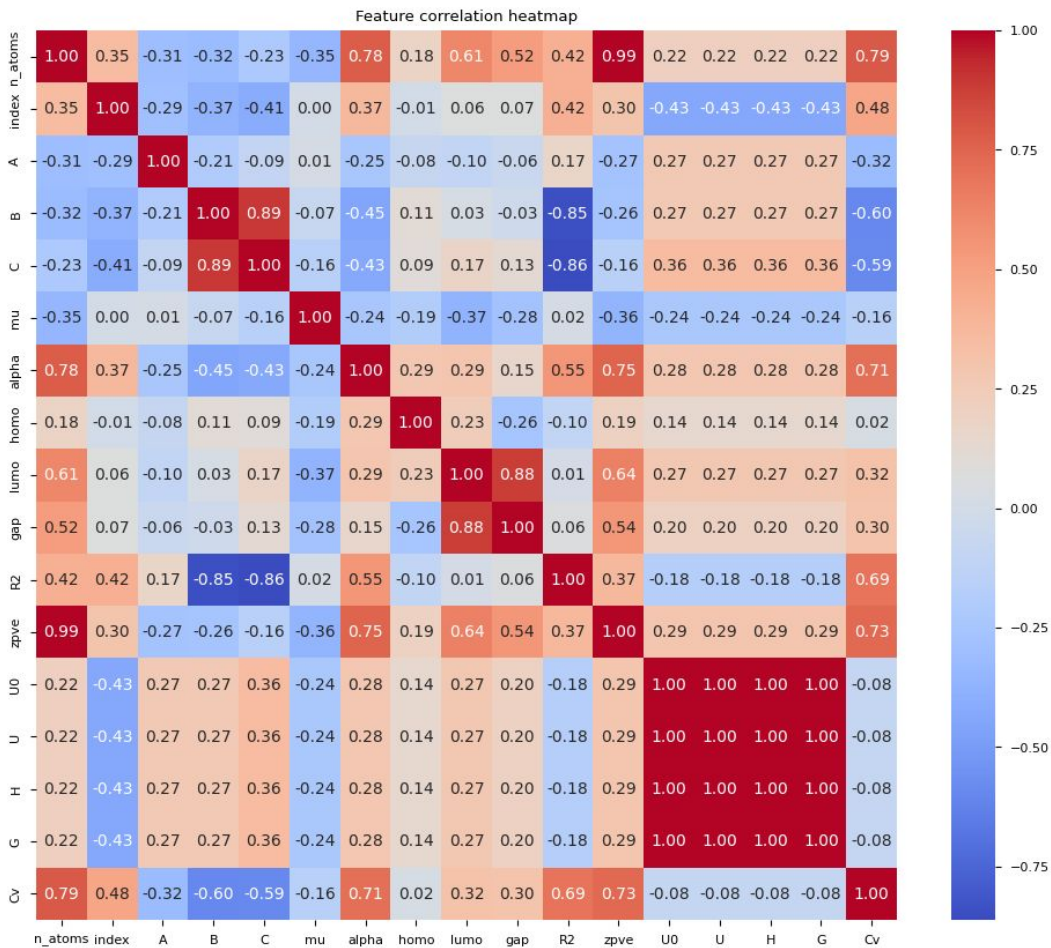 Feature correlation heatmap
n_atoms 1.00 0.35 -0.31 -0.32 -0.23 -0.35 0.78 0.18 0.61 0.52 0.42 0.99 0.22 0.22 0.22 0.22 0.79
index 0.35 1.00 -0.29 -0.37 -0.41 0.00 0.37 -0.01 0.06 0.07 0.42 0.30 -0.43 -0.43 -0.43 -0.43 0.48
A -0.31 -0.29 1.00 -0.21 -0.09 0.01 -0.25 -0.08 -0.10 -0.06 0.17 -0.27 0.27 0.27 0.27 0.27 -0.32
B -0.32 -0.37 -0.21 1.00 0.89 -0.07 -0.45 0.11 0.03 -0.03 -0.85 -0.26 0.27 0.27 0.27 0.27 -0.60
C -0.23 -0.41 -0.09 0.89 1.00 -0.16 -0.43 0.09 0.17 0.13 -0.86 -0.16 0.36 0.36 0.36 0.36 -0.59
mu -0.35 0.00 0.01 -0.07 -0.16 1.00 -0.24 -0.19 -0.37 -0.28 0.02 -0.36 -0.24 -0.24 -0.24 -0.24 -0.16
alpha 0.78 0.37 -0.25 -0.45 -0.43 -0.24 1.00 0.29 0.29 0.15 0.55 0.75 0.28 0.28 0.28 0.28 0.71
homo 0.18 -0.01 -0.08 0.11 0.09 -0.19 0.29 1.00 0.23 -0.26 -0.10 0.19 0.14 0.14 0.14 0.14 0.02
lumo 0.61 0.06 -0.10 0.03 0.17 -0.37 0.29 0.23 1.00 0.88 0.01 0.64 0.27 0.27 0.27 0.27 0.32
gap 0.52 0.07 -0.06 -0.03 0.13 -0.28 0.15 -0.26 0.88 1.00 0.06 0.54 0.20 0.20 0.20 0.20 0.30
R2 0.42 0.42 0.17 -0.85 -0.86 0.02 0.55 -0.10 0.01 0.06 1.00 0.37 -0.18 -0.18 -0.18 -0.18 0.69
zpve 0.99 0.30 -0.27 -0.26 -0.16 -0.36 0.75 0.19 0.64 0.54 0.37 1.00 0.29 0.29 0.29 0.29 0.73
U0 0.22 -0.43 0.27 0.27 0.36 -0.24 0.28 0.14 0.27 0.20 -0.18 0.29 1.00 1.00 1.00 1.00 -0.08
U 0.22 -0.43 0.27 0.27 0.36 -0.24 0.28 0.14 0.27 0.20 -0.18 0.29 1.00 1.00 1.00 1.00 -0.08
H 0.22 -0.43 0.27 0.27 0.36 -0.24 0.28 0.14 0.27 0.20 -0.18 0.29 1.00 1.00 1.00 1.00 -0.08
G 0.22 -0.43 0.27 0.27 0.36 -0.24 0.28 0.14 0.27 0.20 -0.18 0.29 1.00 1.00 1.00 1.00 -0.08
Cv 0.79 0.48 -0.32 -0.60 -0.59 -0.16 0.71 0.02 0.32 0.30 0.69 0.73 -0.08 -0.08 -0.08 -0.08 1.00
n_atoms index A B C mu alpha homo lumo gap R2 zpve U0 U H G Cv
1.00
0.75
0.50
0.25
0.00
−0.25
−0.50
−0.75